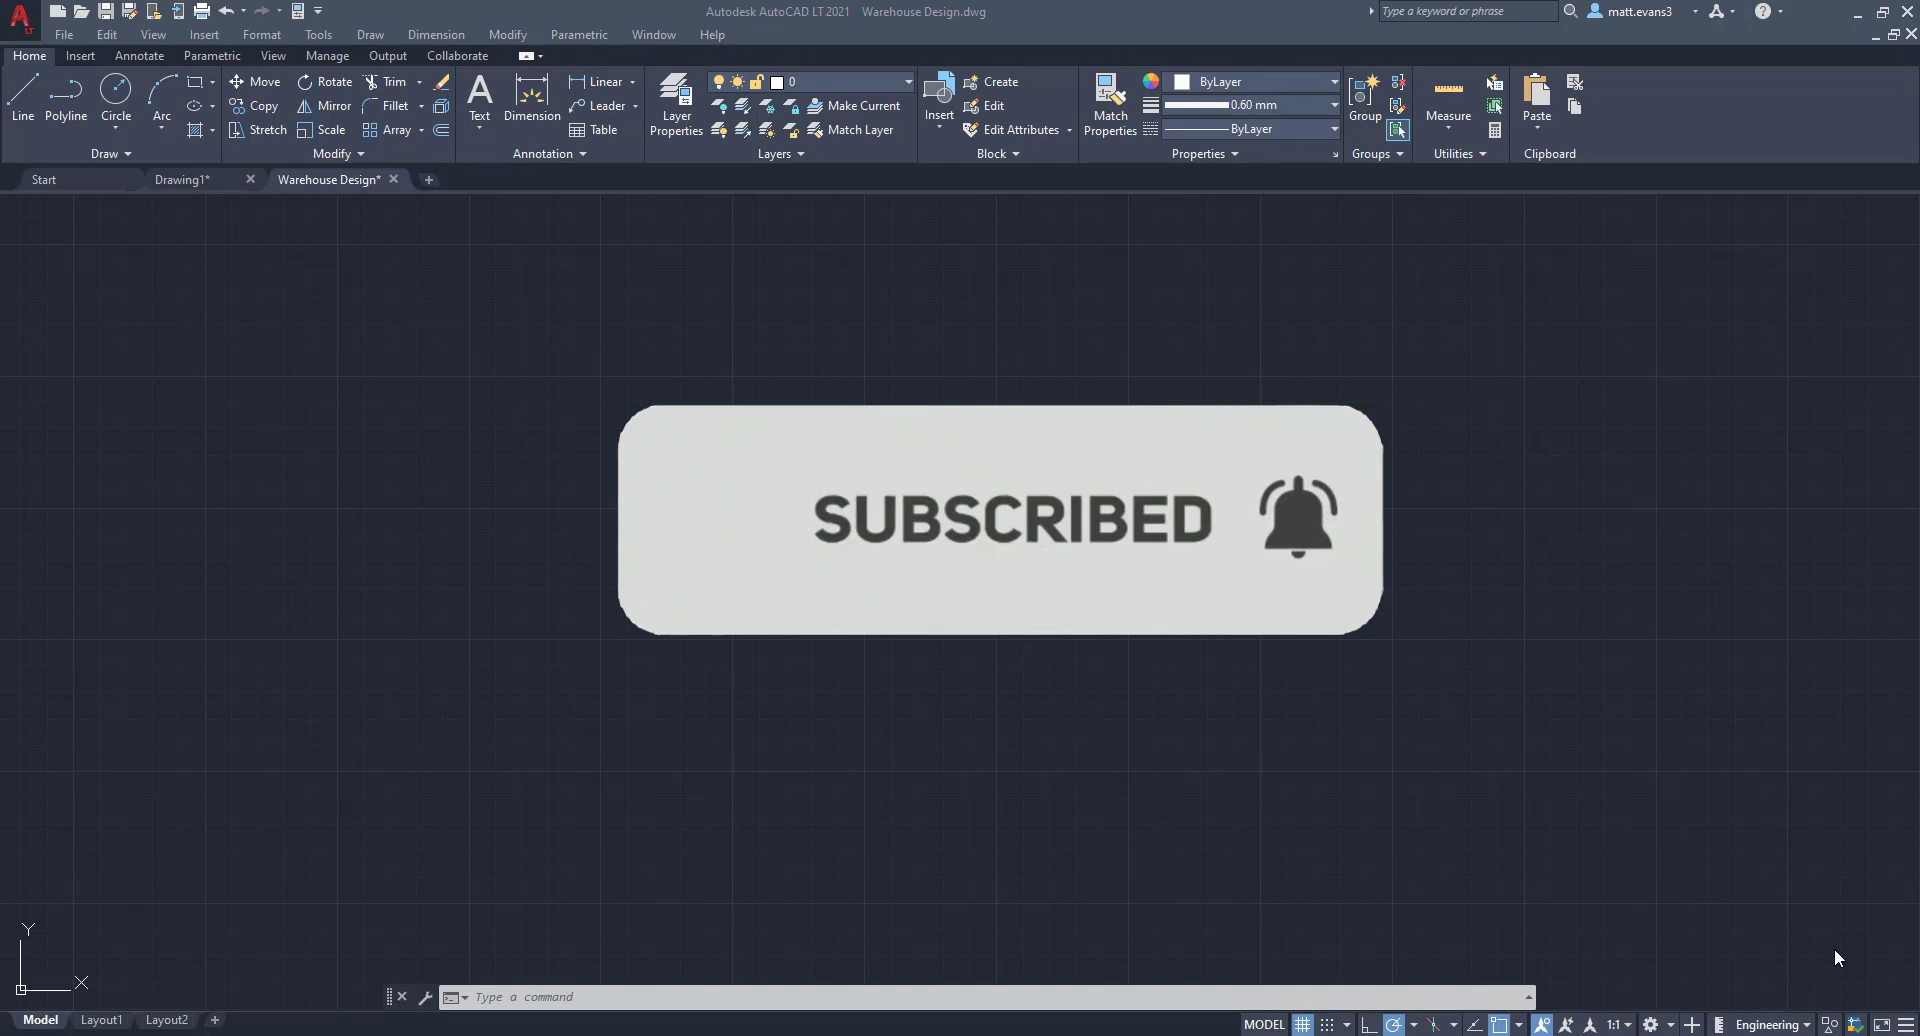 Autodesk AutoCAD LT 2021 Warehouse Design.dwg
Type a keyword or phrase
matt.evans3
File Edit View Insert Format Tools Draw Dimension Modify Parametric Window Help
Home Insert Annotate Parametric View Manage Output Collaborate
Line Polyline Circle Arc
Move Rotate Trim
Copy Mirror Fillet
Stretch Scale Array
Text Dimension
Linear
Leader
Table
Layer Properties
0
Make Current
Match Layer
Insert
Create
Edit
Edit Attributes
Match Properties
ByLayer
0.60 mm
ByLayer
Group
Measure
Paste
Draw Modify Annotation Layers Block Properties Groups Utilities Clipboard
Start Drawing1* Warehouse Design*
SUBSCRIBED
Y
X
Type a command
Model Layout1 Layout2
MODEL 1:1 Engineering